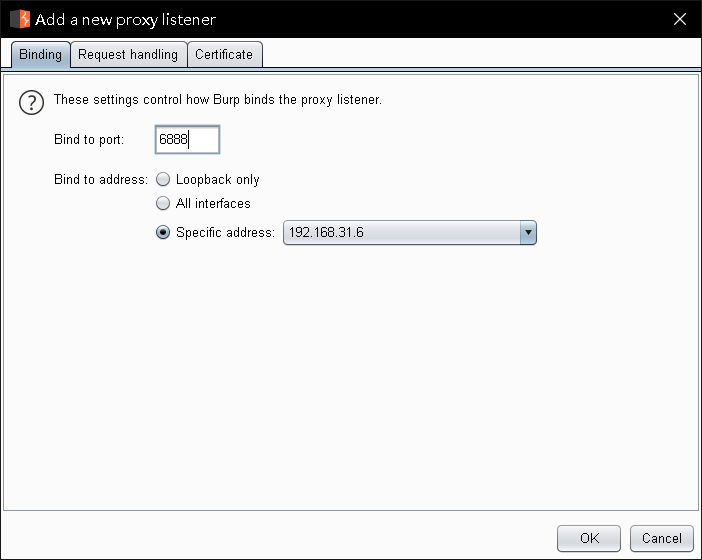 Add a new proxy listener
Binding Request handling Certificate
? These settings control how Burp binds the proxy listener.
Bind to port: 6888
Bind to address: Loopback only
All interfaces
Specific address: 192.168.31.6
OK Cancel